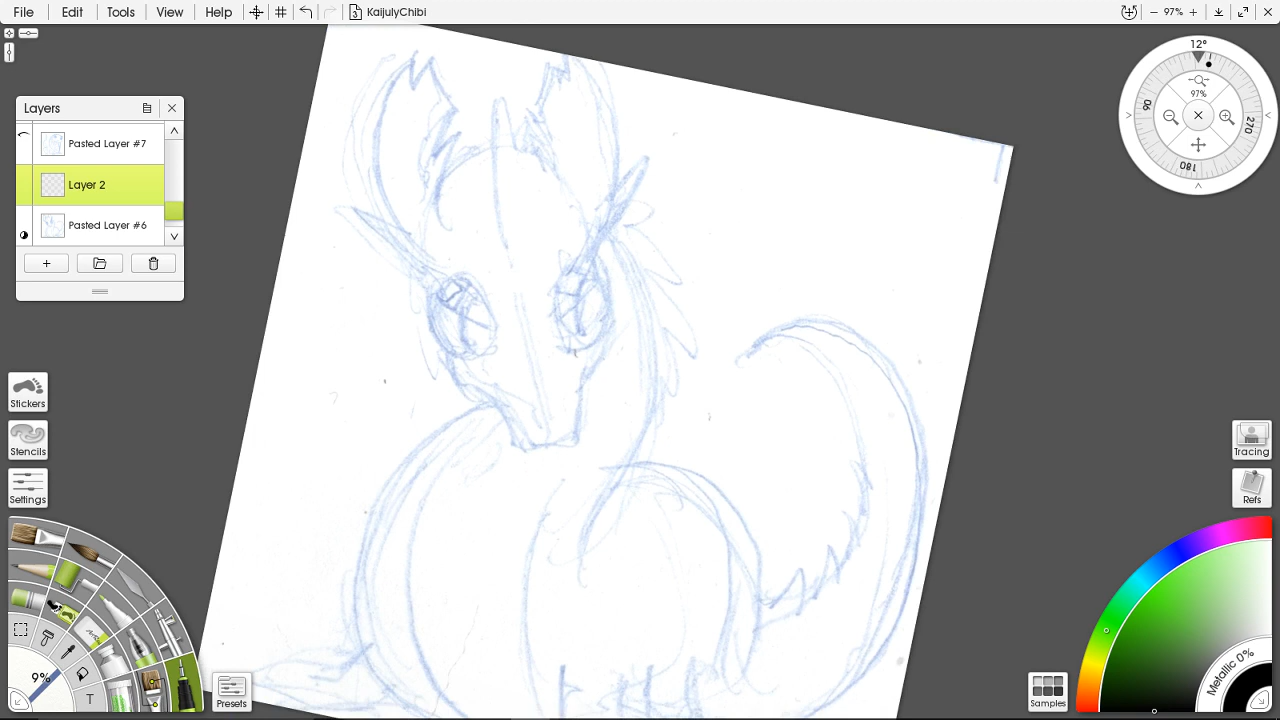 File Edit Tools View Help 3 KaijulyChibi 97%
Layers
Pasted Layer #7
Layer 2
Pasted Layer #6
12°
97%
90
270
180
Stickers
Stencils
Settings
Tracing
Refs
9%
T
Presets
Samples
Metallic 0%